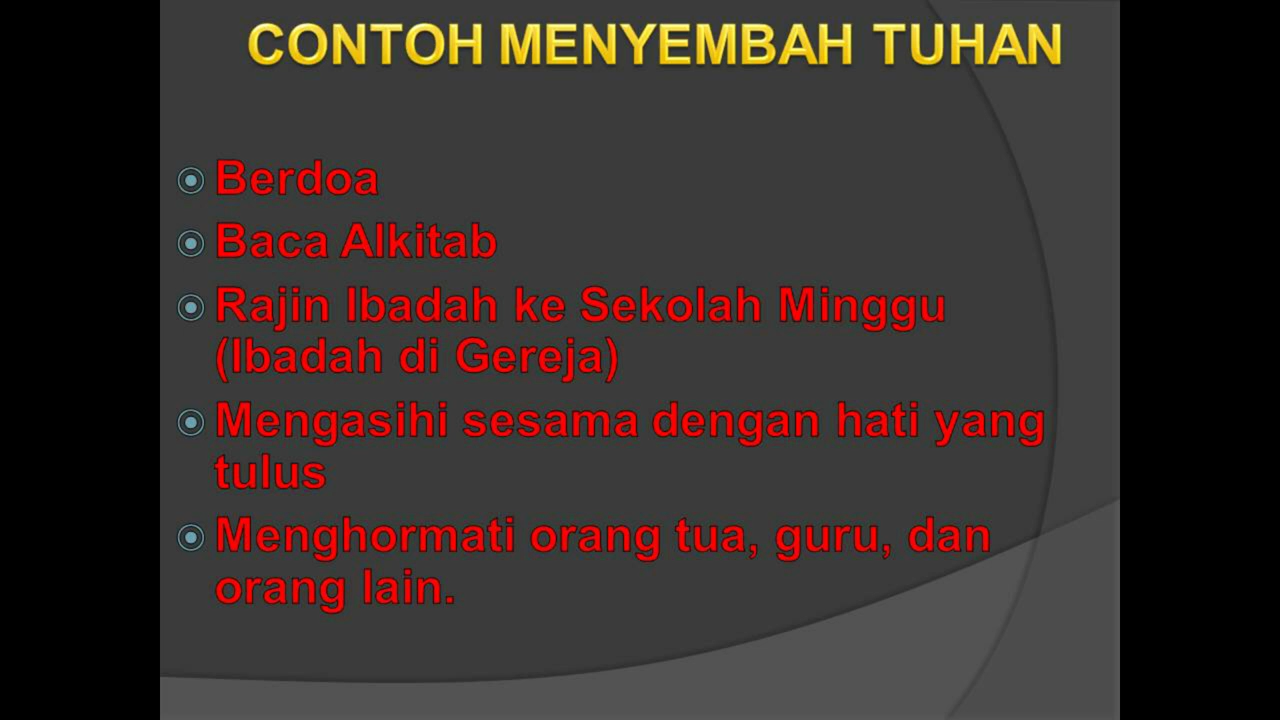 CONTOH MENYEMBAH TUHAN
Berdoa
Baca Alkitab
Rajin Ibadah ke Sekolah Minggu
(Ibadah di Gereja)
Mengasihi sesama dengan hati yang
tulus
Menghormati orang tua, guru, dan
orang lain.